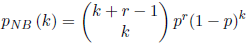 p_{NB}(k) = \binom{k+r-1}{k} p^r (1-p)^k